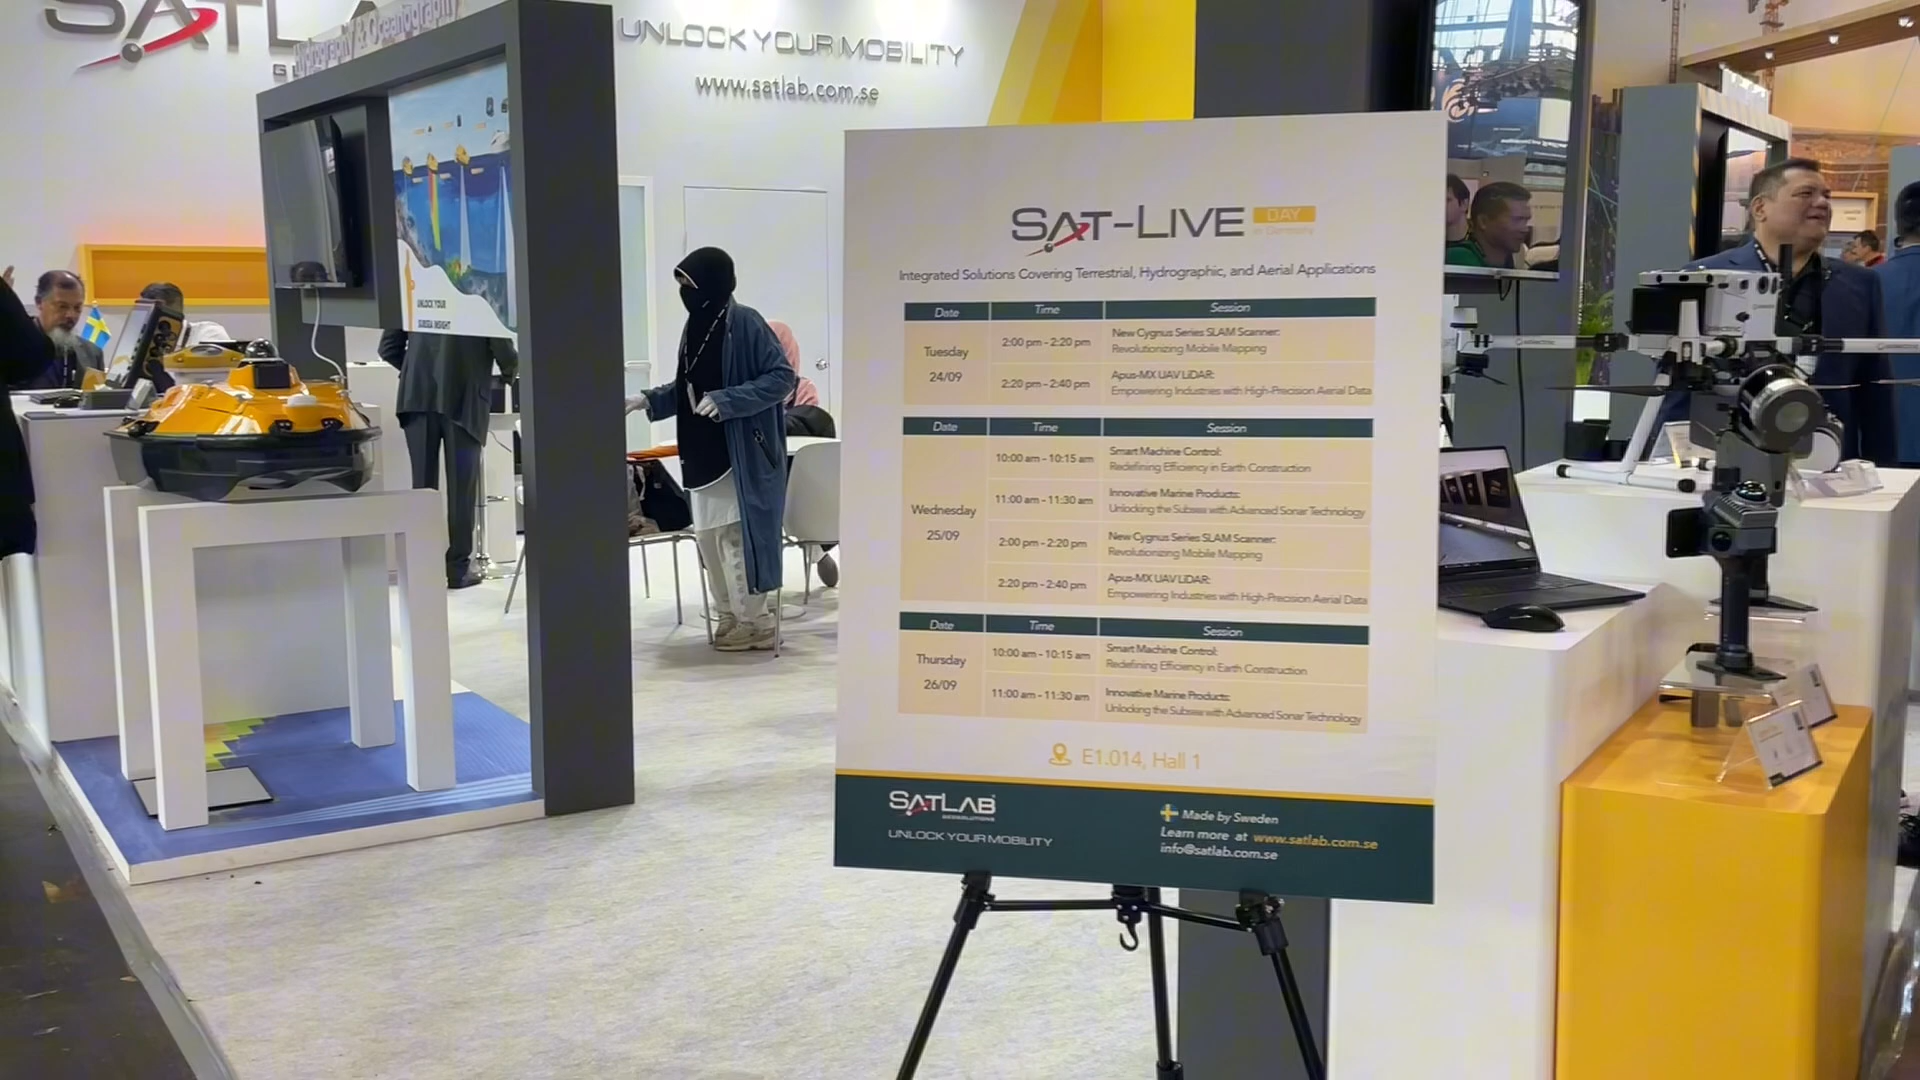 SATL
Hydrography & Oceanography
UNLOCK YOUR MOBILITY
www.satlab.com.se
UNLOCK YOUR
SUBSEA INSIGHT
SAT-LIVE DAY
in Germany
Integrated Solutions Covering Terrestrial, Hydrographic, and Aerial Applications
Date Time Session
Tuesday 24/09
2:00 pm - 2:20 pm New Cygnus Series SLAM Scanner:
Revolutionizing Mobile Mapping
2:20 pm - 2:40 pm Apus-MX UAV LiDAR:
Empowering Industries with High-Precision Aerial Data
Date Time Session
Wednesday 25/09
10:00 am - 10:15 am Smart Machine Control:
Redefining Efficiency in Earth Construction
11:00 am - 11:30 am Innovative Marine Products:
Unlocking the Subsea with Advanced Sonar Technology
2:00 pm - 2:20 pm New Cygnus Series SLAM Scanner:
Revolutionizing Mobile Mapping
2:20 pm - 2:40 pm Apus-MX UAV LiDAR:
Empowering Industries with High-Precision Aerial Data
Date Time Session
Thursday 26/09
10:00 am - 10:15 am Smart Machine Control:
Redefining Efficiency in Earth Construction
11:00 am - 11:30 am Innovative Marine Products:
Unlocking the Subsea with Advanced Sonar Technology
E1.014, Hall 1
SATLAB
GEOSOLUTIONS
UNLOCK YOUR MOBILITY
Made by Sweden
Learn more at www.satlab.com.se
info@satlab.com.se